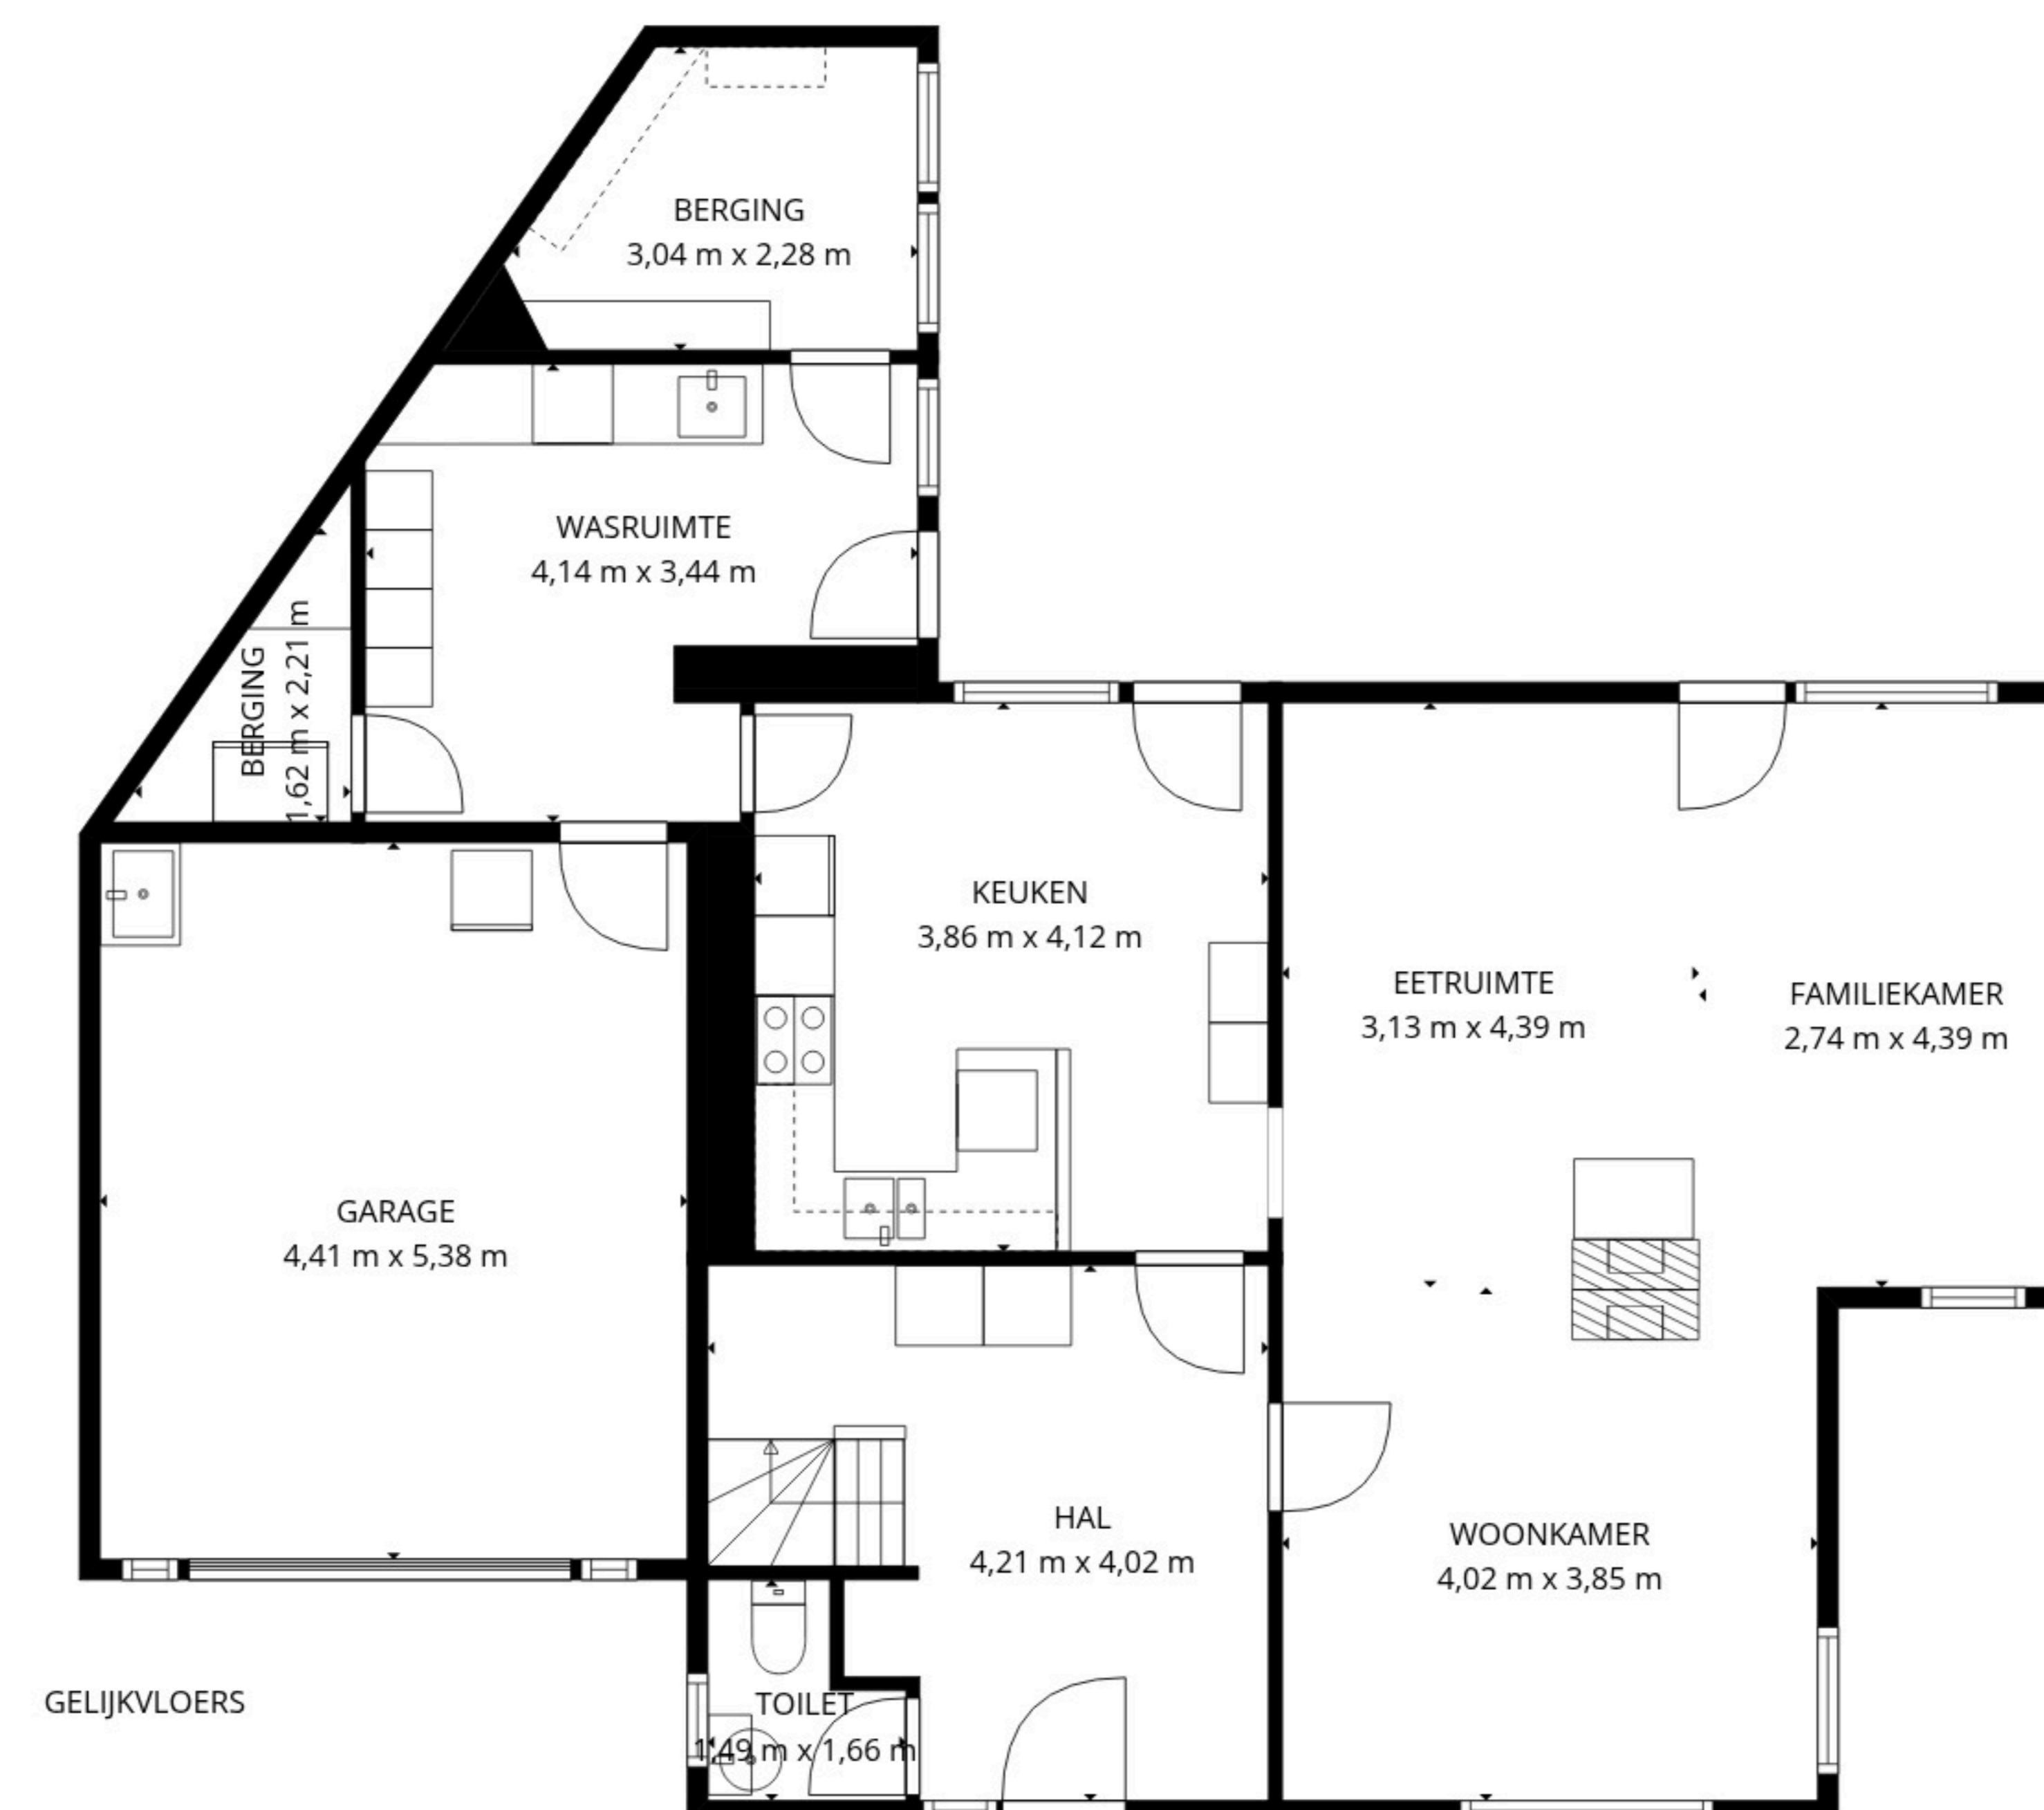 BERGING
3,04 m x 2,28 m
WASRUIMTE
4,14 m x 3,44 m
BERGING
1,62 m x 2,21 m
KEUKEN
3,86 m x 4,12 m
EETRUIMTE
3,13 m x 4,39 m
FAMILIEKAMER
2,74 m x 4,39 m
GARAGE
4,41 m x 5,38 m
HAL
4,21 m x 4,02 m
WOONKAMER
4,02 m x 3,85 m
GELIJKVLOERS
TOILET
1,49 m x 1,66 m